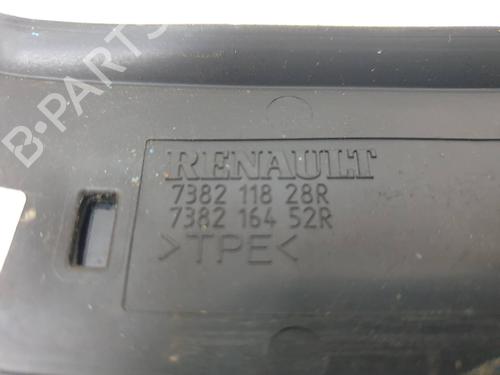 B-PARTS
RENAULT
7382 118 28R
7382 164 52R
>TPE<